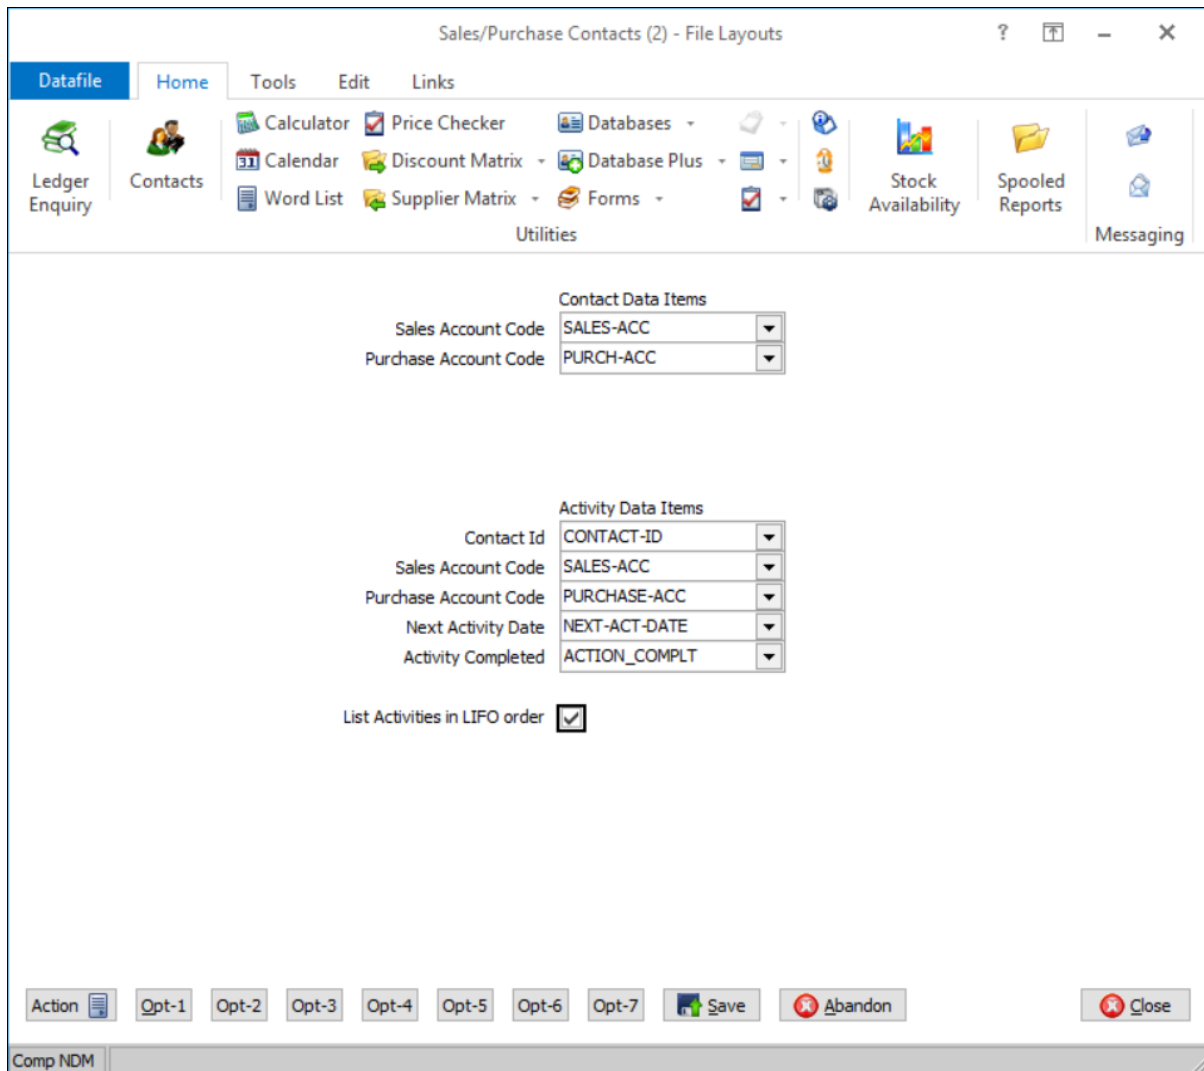 Sales/Purchase Contacts (2) - File Layouts ?
Datafile Home Tools Edit Links
Calculator Price Checker Databases
Ledger Enquiry Contacts Calendar Discount Matrix Database Plus Stock Availability Spooled Reports
31
Word List Supplier Matrix Forms
Utilities Messaging
Contact Data Items
Sales Account Code SALES-ACC
Purchase Account Code PURCH-ACC
Activity Data Items
Contact Id CONTACT-ID
Sales Account Code SALES-ACC
Purchase Account Code PURCHASE-ACC
Next Activity Date NEXT-ACT-DATE
Activity Completed ACTION_COMPLT
List Activities in LIFO order
Action Opt-1 Opt-2 Opt-3 Opt-4 Opt-5 Opt-6 Opt-7 Save Abandon Close
Comp NDM